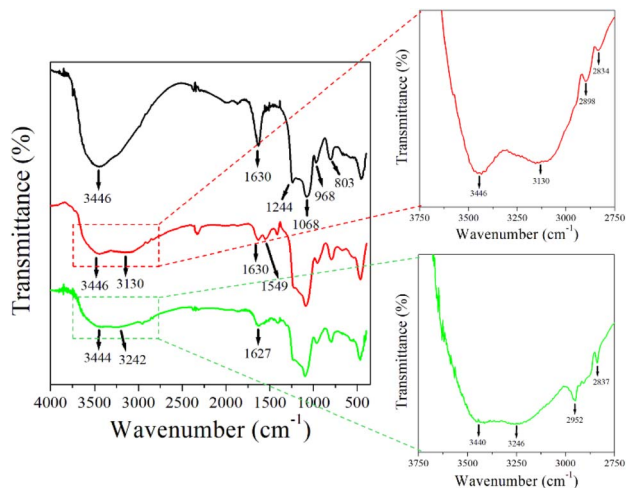 Transmittance (%)
3446
1630
1244
1068
968
803
3446
3130
1630
1549
3444
3242
1627
4000 3500 3000 2500 2000 1500 1000 500
Wavenumber (cm-1)
Transmittance (%)
3446
3130
2898
2834
3750 3500 3250 3000 2750
Wavenumber (cm-1)
Transmittance (%)
3440
3246
2952
2837
3750 3500 3250 3000 2750
Wavenumber (cm-1)